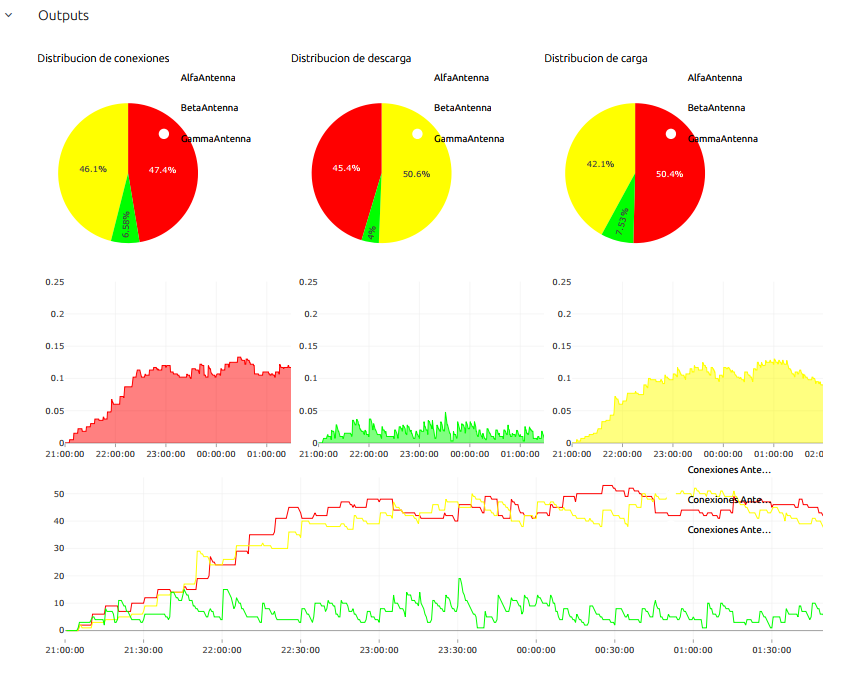 Outputs
Distribucion de conexiones Distribucion de descarga Distribucion de carga
AlfaAntenna AlfaAntenna AlfaAntenna
BetaAntenna BetaAntenna BetaAntenna
GammaAntenna GammaAntenna GammaAntenna
46.1% 47.4% 6.58% 45.4% 50.6% 4% 42.1% 50.4% 7.53%
0.25 0.25 0.25
0.2 0.2 0.2
0.15 0.15 0.15
0.1 0.1 0.1
0.05 0.05 0.05
0 0 0
21:00:00 22:00:00 23:00:00 00:00:00 01:00:00 21:00:00 22:00:00 23:00:00 00:00:00 01:00:00 21:00:00 22:00:00 23:00:00 00:00:00 01:00:00 02:0
Conexiones Ante...
50 Conexiones Ante...
40 Conexiones Ante...
30
20
10
0
21:00:00 21:30:00 22:00:00 22:30:00 23:00:00 23:30:00 00:00:00 00:30:00 01:00:00 01:30:00